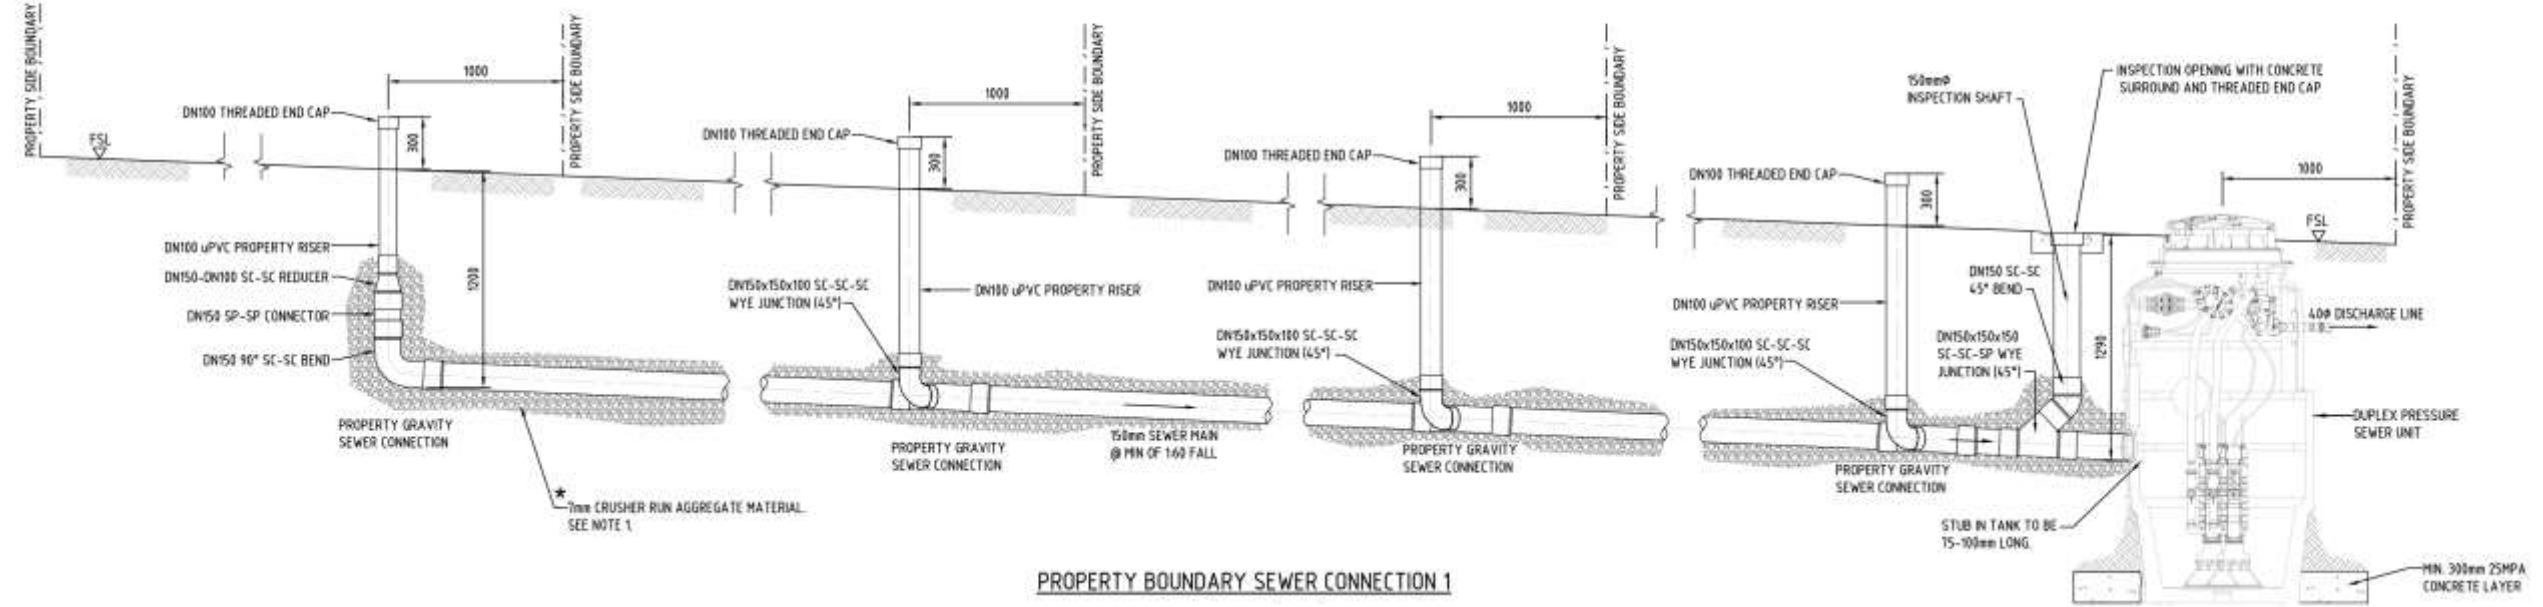 PROPERTY SIDE BOUNDARY
FSL
DN100 THREADED END CAP
1000
300
PROPERTY SIDE BOUNDARY
DN100 uPVC PROPERTY RISER
DN150-DN100 SC-SC REDUCER
DN150 SP-SP CONNECTOR
DN150 90° SC-SC BEND
1200
PROPERTY GRAVITY
SEWER CONNECTION
*
7mm CRUSHER RUN AGGREGATE MATERIAL.
SEE NOTE 1.
DN100 THREADED END CAP
1000
300
PROPERTY SIDE BOUNDARY
DN150x150x100 SC-SC-SC
WYE JUNCTION (45°)
DN100 uPVC PROPERTY RISER
PROPERTY GRAVITY
SEWER CONNECTION
150mm SEWER MAIN
@ MIN OF 1:60 FALL
DN100 THREADED END CAP
1000
300
PROPERTY SIDE BOUNDARY
DN100 uPVC PROPERTY RISER
DN150x150x100 SC-SC-SC
WYE JUNCTION (45°)
PROPERTY GRAVITY
SEWER CONNECTION
DN100 THREADED END CAP
300
DN100 uPVC PROPERTY RISER
DN150x150x100 SC-SC-SC
WYE JUNCTION (45°)
PROPERTY GRAVITY
SEWER CONNECTION
150mmΦ
INSPECTION SHAFT
INSPECTION OPENING WITH CONCRETE
SURROUND AND THREADED END CAP
DN150 SC-SC
45° BEND
DN150x150x150
SC-SC-SP WYE
JUNCTION (45°)
1290
1000
PROPERTY SIDE BOUNDARY
FSL
40Φ DISCHARGE LINE
DUPLEX PRESSURE
SEWER UNIT
STUB IN TANK TO BE
75-100mm LONG.
MIN. 300mm 25MPA
CONCRETE LAYER
PROPERTY BOUNDARY SEWER CONNECTION 1